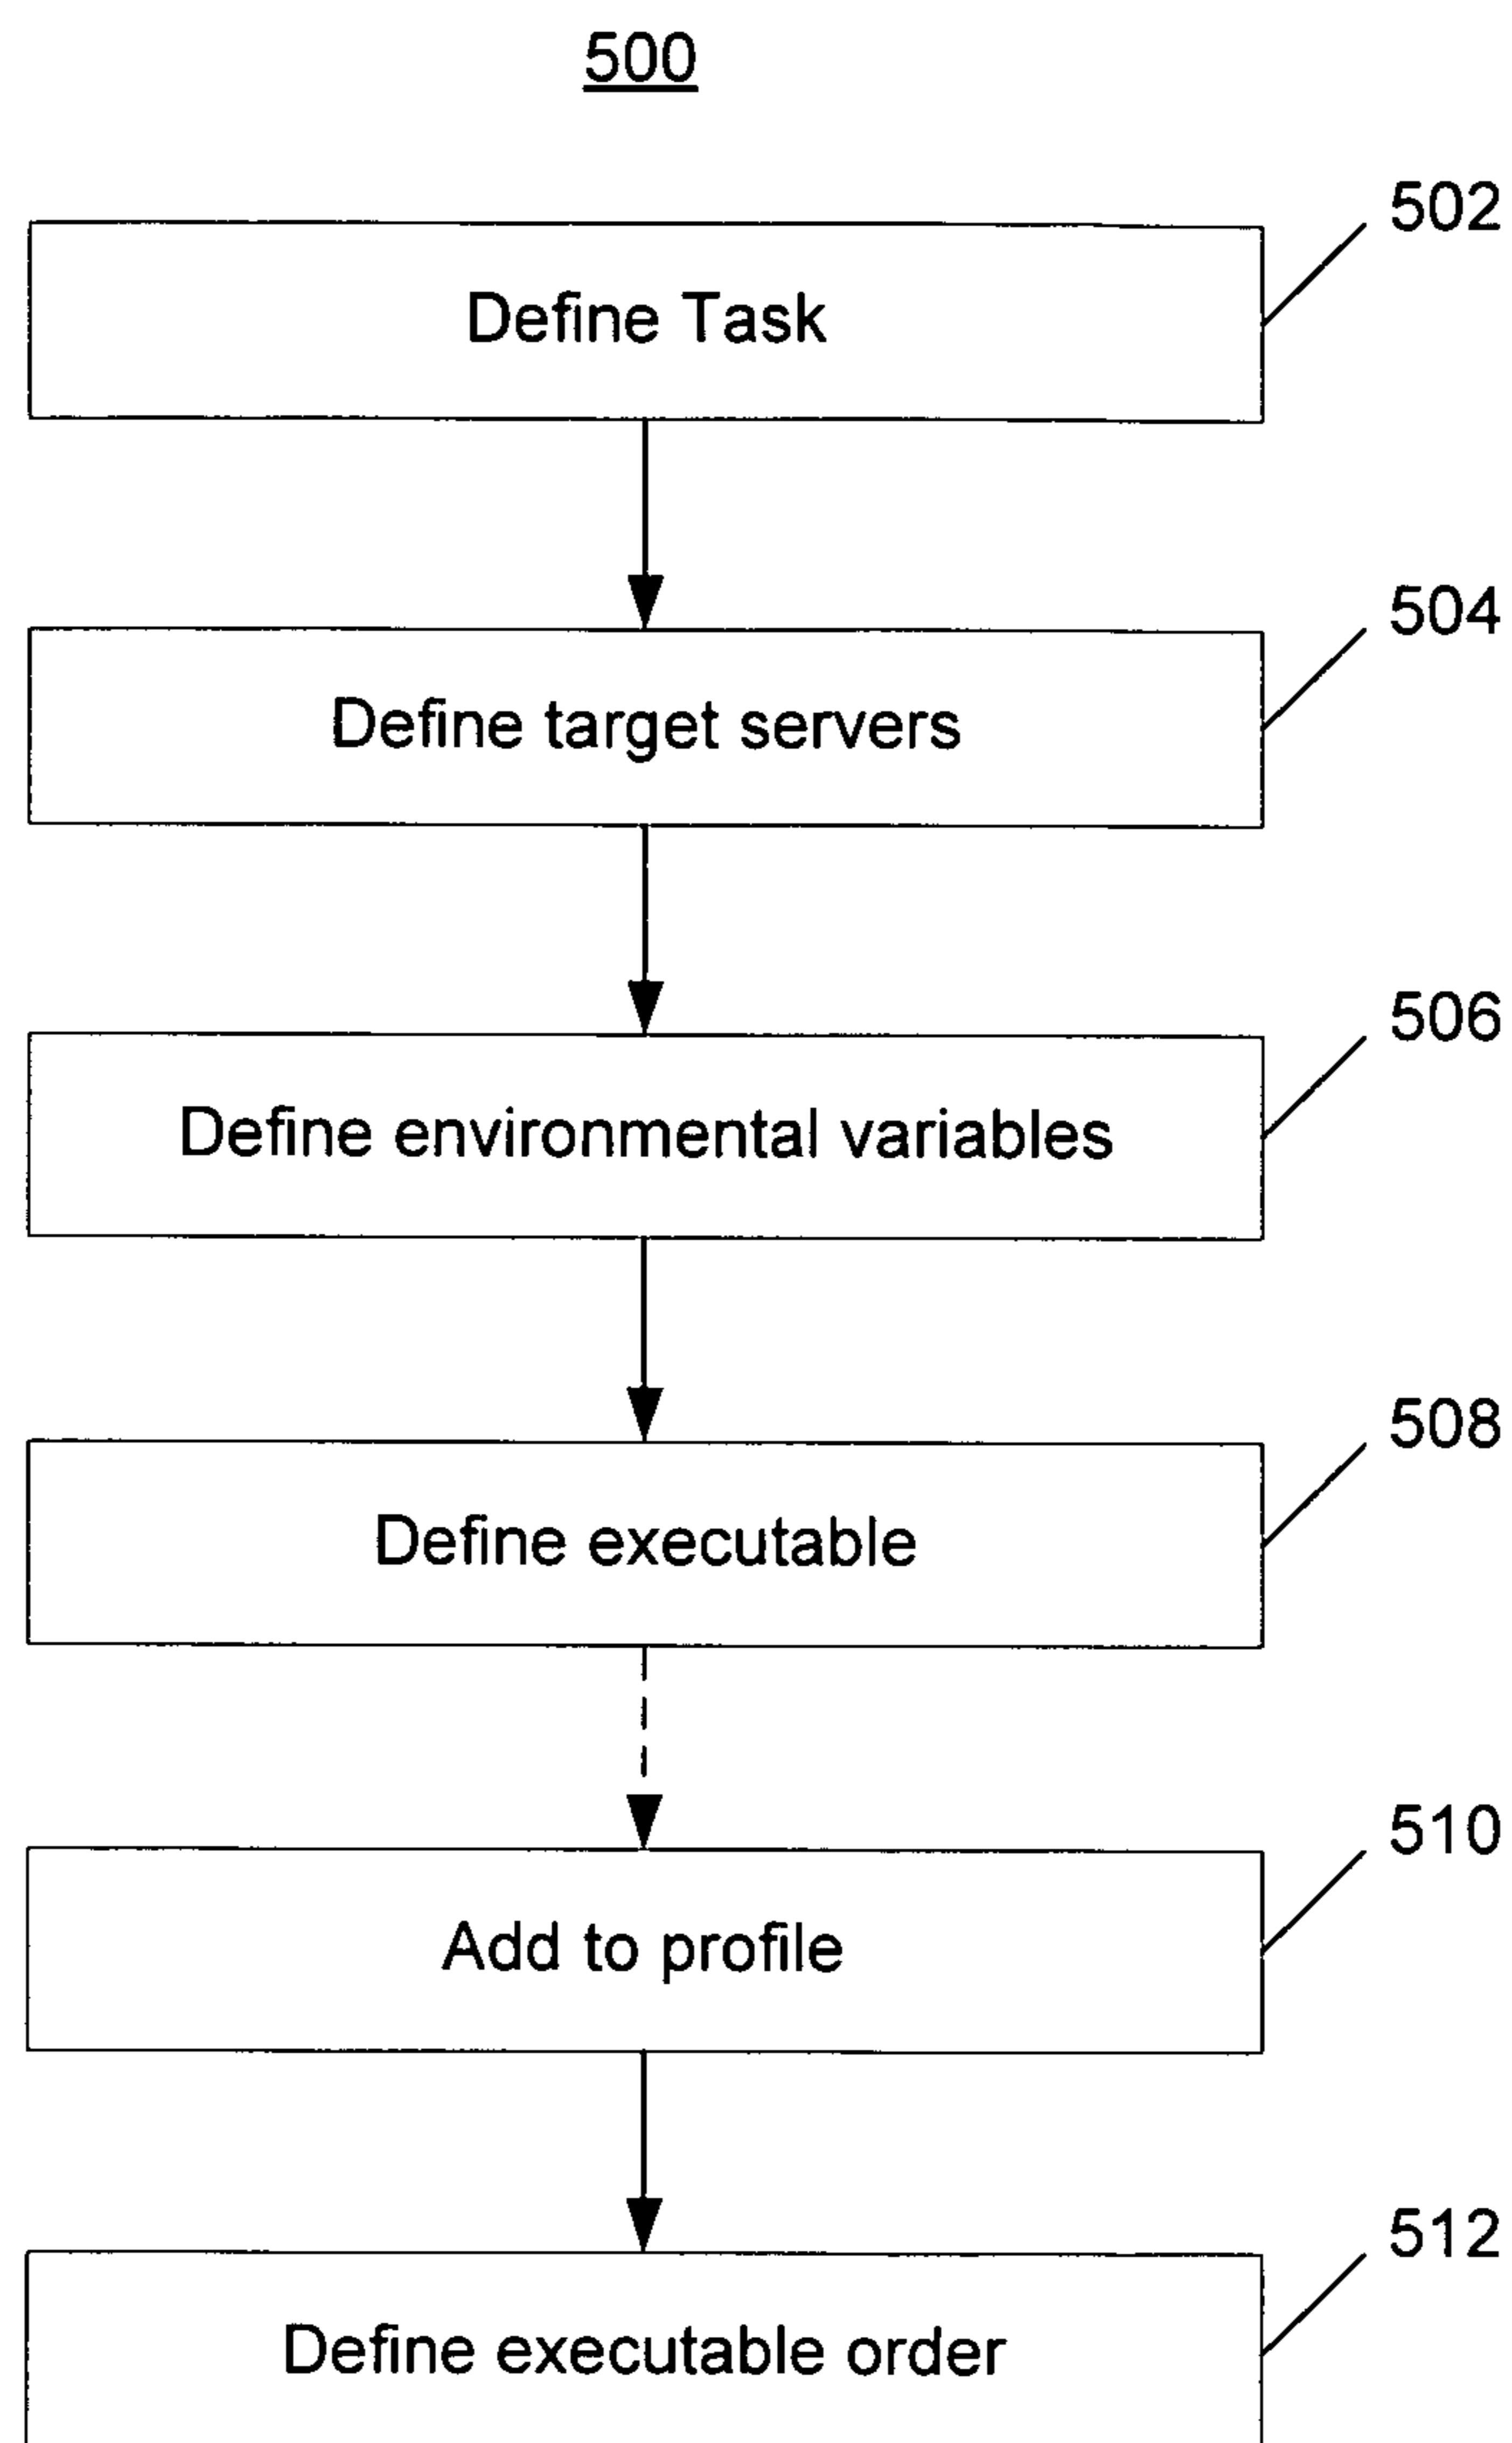 500
502
Define Task
504
Define target servers
506
Define environmental variables
508
Define executable
510
Add to profile
512
Define executable order